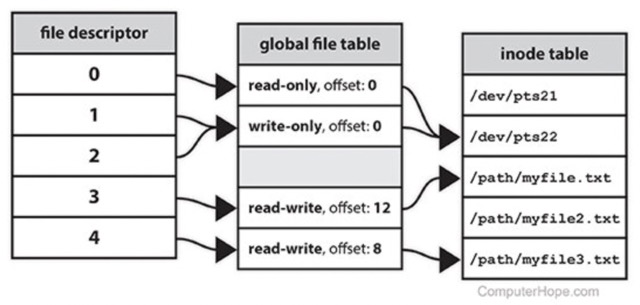 file descriptor
0
1
2
3
4
global file table
read-only, offset: 0
write-only, offset: 0
read-write, offset: 12
read-write, offset: 8
inode table
/dev/pts21
/dev/pts22
/path/myfile.txt
/path/myfile2.txt
/path/myfile3.txt
ComputerHope.com